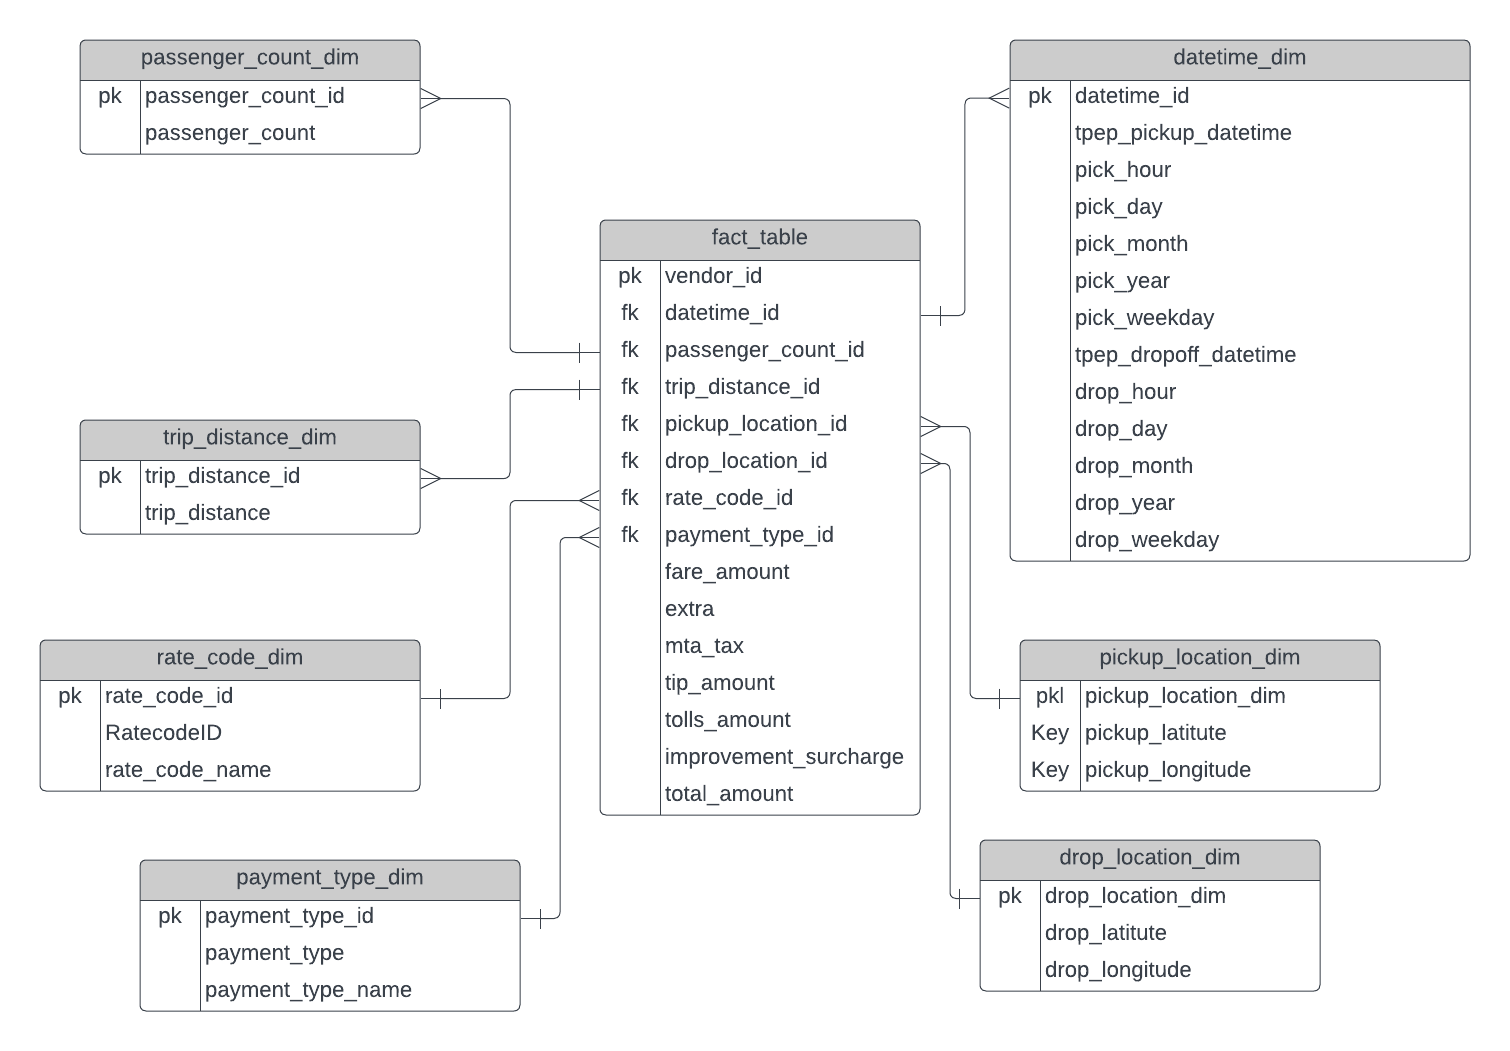 passenger_count_dim
pk passenger_count_id
passenger_count
datetime_dim
pk datetime_id
tpep_pickup_datetime
pick_hour
pick_day
pick_month
pick_year
pick_weekday
tpep_dropoff_datetime
drop_hour
drop_day
drop_month
drop_year
drop_weekday
fact_table
pk vendor_id
fk datetime_id
fk passenger_count_id
fk trip_distance_id
fk pickup_location_id
fk drop_location_id
fk rate_code_id
fk payment_type_id
fare_amount
extra
mta_tax
tip_amount
tolls_amount
improvement_surcharge
total_amount
trip_distance_dim
pk trip_distance_id
trip_distance
rate_code_dim
pk rate_code_id
RatecodeID
rate_code_name
pickup_location_dim
pkl pickup_location_dim
Key pickup_latitute
Key pickup_longitude
payment_type_dim
pk payment_type_id
payment_type
payment_type_name
drop_location_dim
pk drop_location_dim
drop_latitute
drop_longitude